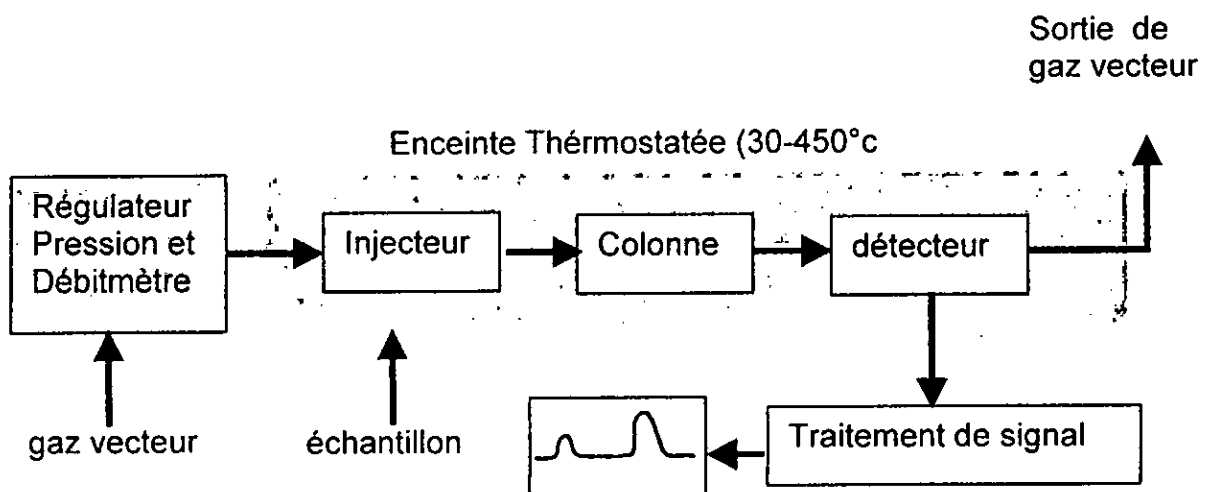 Sortie de
gaz vecteur
Enceinte Thérmostatée (30-450°c
Régulateur
Pression et
Débitmètre
Injecteur
Colonne
détecteur
gaz vecteur
échantillon
Traitement de signal